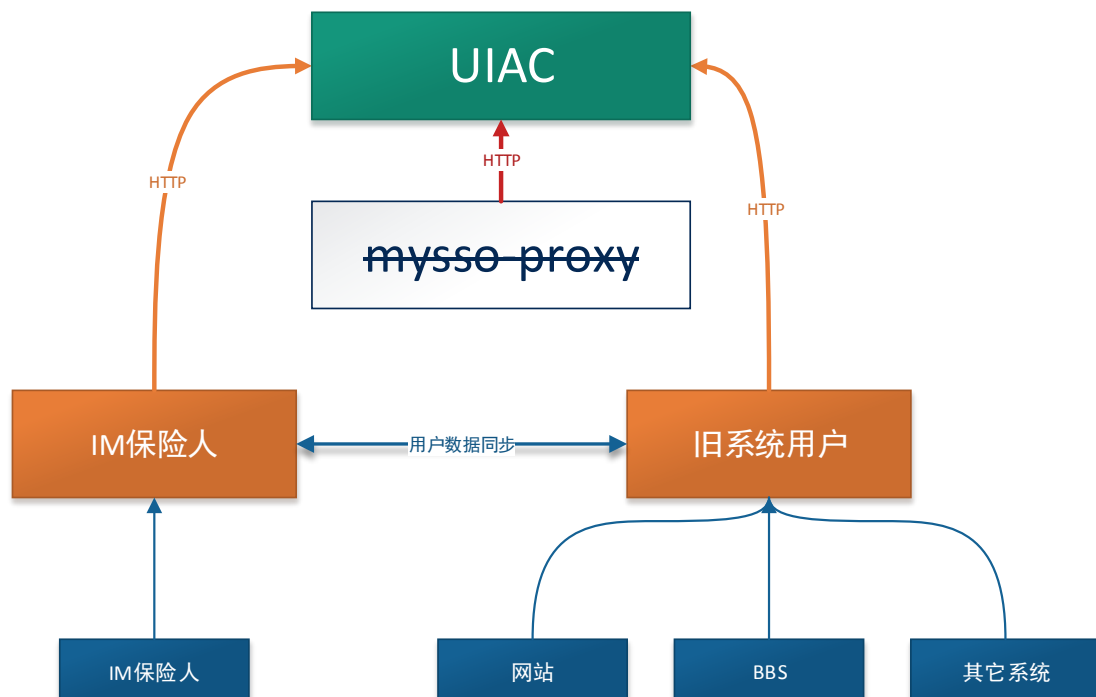 UIAC
HTTP
HTTP
HTTP
mysso-proxy
IM保险人
用户数据同步
旧系统用户
IM保险人
网站
BBS
其它系统